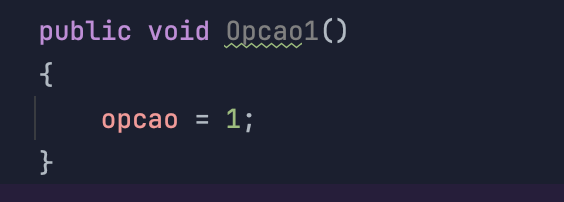 public void Opcao1()
{
    opcao = 1;
}